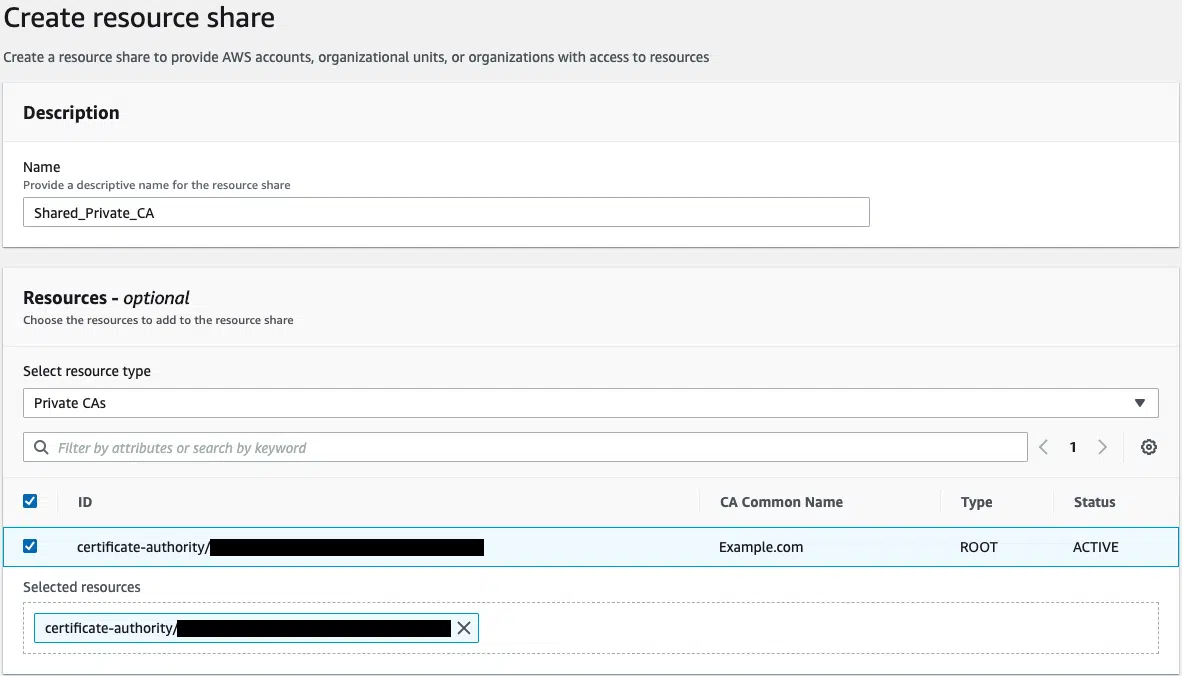 Create resource share
Create a resource share to provide AWS accounts, organizational units, or organizations with access to resources
Description
Name
Provide a descriptive name for the resource share
Shared_Private_CA
Resources - optional
Choose the resources to add to the resource share
Select resource type
Private CAs
Filter by attributes or search by keyword
1
ID CA Common Name Type Status
certificate-authority/ Example.com ROOT ACTIVE
Selected resources
certificate-authority/